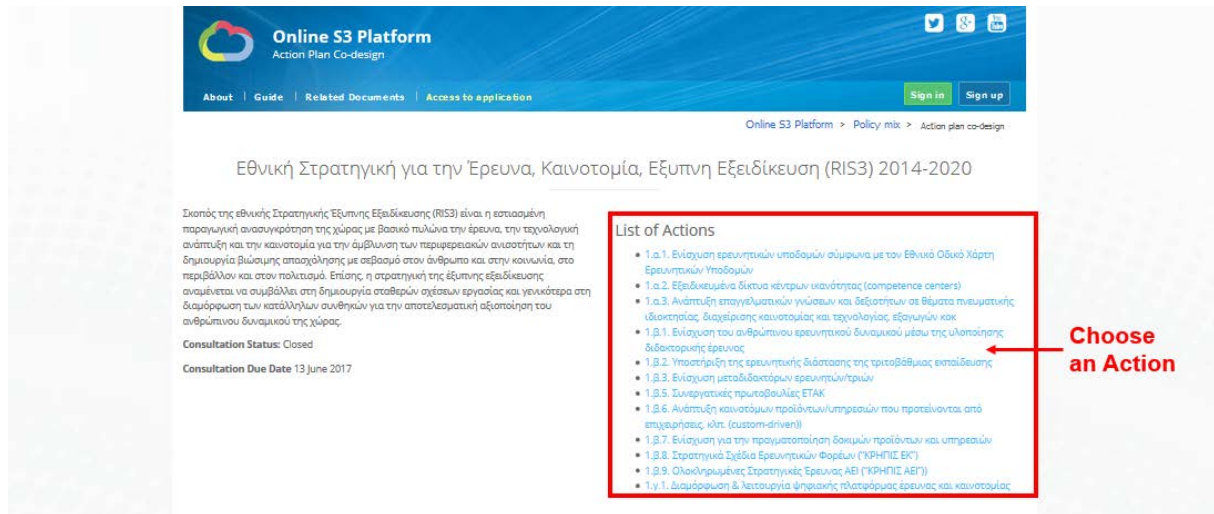 Online S3 Platform
Action Plan Co-design
About | Guide | Related Documents | Access to application
Sign in
Sign up
Online S3 Platform > Policy mix > Action plan co-design
Εθνική Στρατηγική για την Έρευνα, Καινοτομία, Εξυπνη Εξειδίκευση (RIS3) 2014-2020
Σκοπός της εθνικής Στρατηγικής Έξυπνης Εξειδίκευσης (RIS3) είναι η εστιασμένη
παραγωγική ανασυγκρότηση της χώρας με βασικό πυλώνα την έρευνα, την τεχνολογική
ανάπτυξη και την καινοτομία για την άμβλυνση των περιφερειακών ανισοτήτων και τη
δημιουργία βιώσιμης απασχόλησης με σεβασμό στον άνθρωπο και στην κοινωνία, στο
περιβάλλον και στον πολιτισμό. Επίσης, η στρατηγική της έξυπνης εξειδίκευσης
αναμένεται να συμβάλλει στη δημιουργία σταθερών σχέσεων εργασίας και γενικότερα στη
διαμόρφωση των κατάλληλων συνθηκών για την αποτελεσματική αξιοποίηση του
ανθρώπινου δυναμικού της χώρας.
Consultation Status: Closed
Consultation Due Date 13 June 2017
List of Actions
• 1.α.1. Ενίσχυση ερευνητικών υποδομών σύμφωνα με τον Εθνικό Οδικό Χάρτη
Ερευνητικών Υποδομών
• 1.α.2. Εξειδικευμένα δίκτυα κέντρων ικανότητας (competence centers)
• 1.α.3. Ανάπτυξη επαγγελματικών γνώσεων και δεξιοτήτων σε θέματα πνευματικής
ιδιοκτησίας, διαχείρισης καινοτομίας και τεχνολογίας, εξαγωγών κοκ
• 1.β.1. Ενίσχυση του ανθρώπινου ερευνητικού δυναμικού μέσω της υλοποίησης
διδακτορικής έρευνας
• 1.β.2. Υποστήριξη της ερευνητικής διάστασης της τριτοβάθμιας εκπαίδευσης
• 1.β.3. Ενίσχυση μεταδιδακτόρων ερευνητών/τριών
• 1.β.5. Συνεργατικές πρωτοβουλίες ΕΤΑΚ
• 1.β.6. Ανάπτυξη καινοτόμων προϊόντων/υπηρεσιών που προτείνονται από
επιχειρήσεις, κλπ. (custom-driven))
• 1.β.7. Ενίσχυση για την πραγματοποίηση δοκιμών προϊόντων και υπηρεσιών
• 1.β.8. Στρατηγικά Σχέδια Ερευνητικών Φορέων ("ΚΡΗΠΙΣ ΕΚ")
• 1.β.9. Ολοκληρωμένες Στρατηγικές Έρευνας ΑΕΙ ("ΚΡΗΠΙΣ ΑΕΙ"))
• 1.γ.1. Διαμόρφωση & λειτουργία ψηφιακής πλατφόρμας έρευνας και καινοτομίας
Choose
an Action